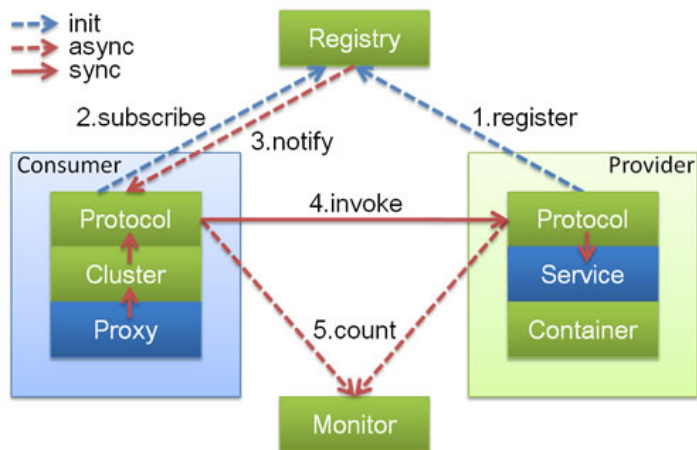 init
async
sync
Registry
2.subscribe
3.notify
1.register
Consumer
Provider
Protocol
Cluster
Proxy
4.invoke
Protocol
Service
Container
5.count
Monitor